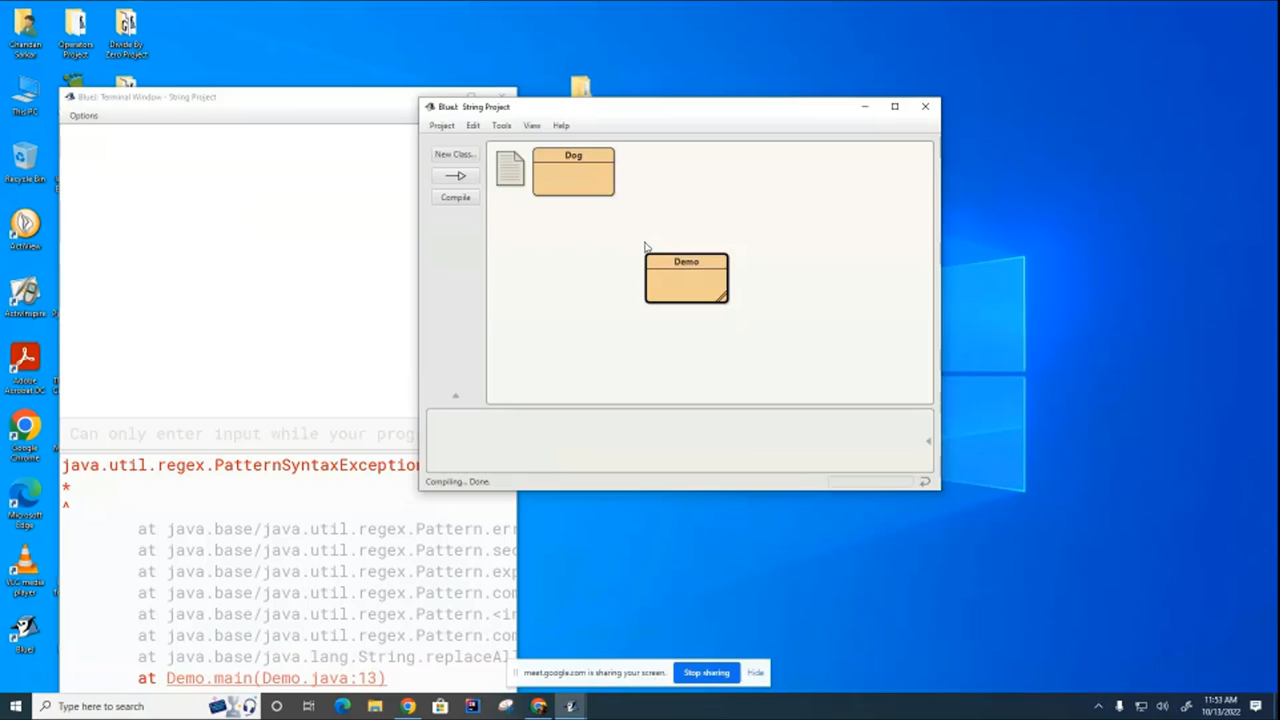 Chandan
Sarkar
Operators
Project
Divide By
Zero Project
This PC
Recycle Bin
ActiView
ActivInspire
Adobe
Acrobat DC
Google
Chrome
Microsoft
Edge
VLC media
player
BlueJ
BlueJ: Terminal Window - String Project
Options
Can only enter input while your prog
java.util.regex.PatternSyntaxException
*
^
at java.base/java.util.regex.Pattern.err
at java.base/java.util.regex.Pattern.sec
at java.base/java.util.regex.Pattern.exp
at java.base/java.util.regex.Pattern.com
at java.base/java.util.regex.Pattern.<in
at java.base/java.util.regex.Pattern.com
at java.base/java.lang.String.replaceAl
at Demo.main(Demo.java:13)
BlueJ: String Project
Project Edit Tools View Help
New Class...
Compile
Dog
Demo
Compiling... Done.
meet.google.com is sharing your screen.
Stop sharing
Hide
Type here to search
11:53 AM
10/13/2022